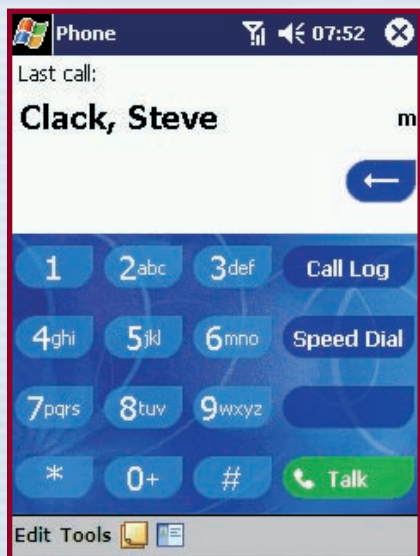 Phone 07:52
Last call:
Clack, Steve m
1 2abc 3def Call Log
4ghi 5jkl 6mno Speed Dial
7pqrs 8tuv 9wxyz
* 0+ # Talk
Edit Tools